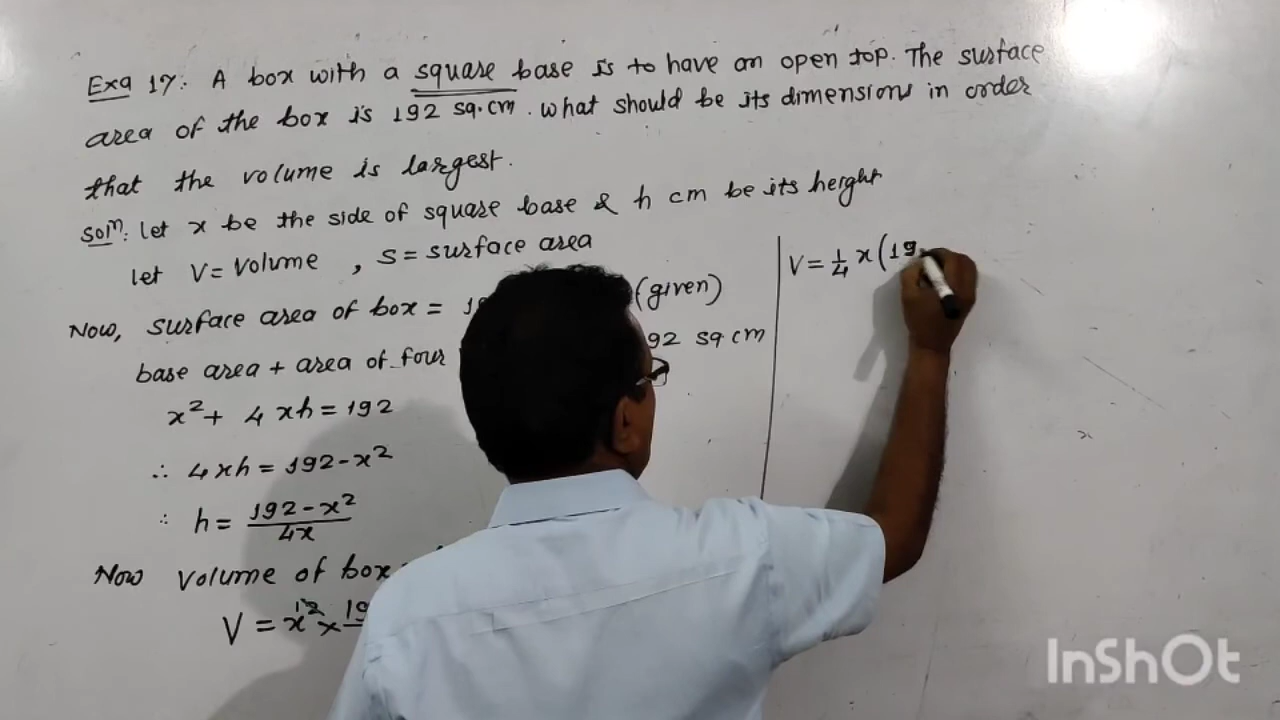 Exa 17: A box with a square base is to have an open top. The surface
area of the box is 192 sq.cm. what should be its dimensions in order
that the volume is largest.
Solⁿ: Let x be the side of square base & h cm be its height
let V = Volume , S = surface area
Now, surface area of box = (given)
base area + area of four 92 sq.cm
x² + 4xh = 192
∴ 4xh = 192 - x²
∴ h = 192 - x² / 4x
Now volume of box
V = x² ×
V = 1/4 x (19
InShOt